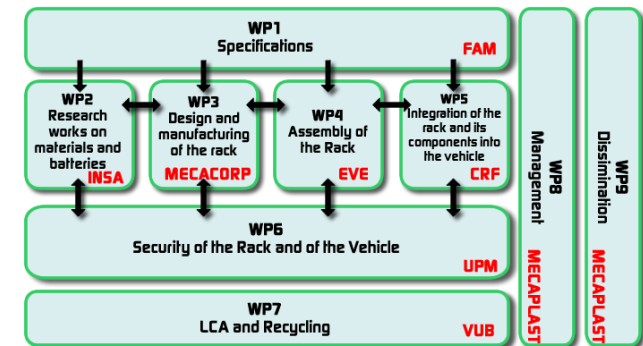 WP1
Specifications
FAM
WP2
Research
works on
materials and
batteries
INSA
WP3
Design and
manufacturing
of the rack
MECACORP
WP4
Assembly of
the Rack
EVE
WP5
Integration of the
rack and its
components into
the vehicle
CRF
WP6
Security of the Rack and of the Vehicle
UPM
WP7
LCA and Recycling
VUB
WP8
Management
MECAPLAST
WP9
Dissimination
MECAPLAST